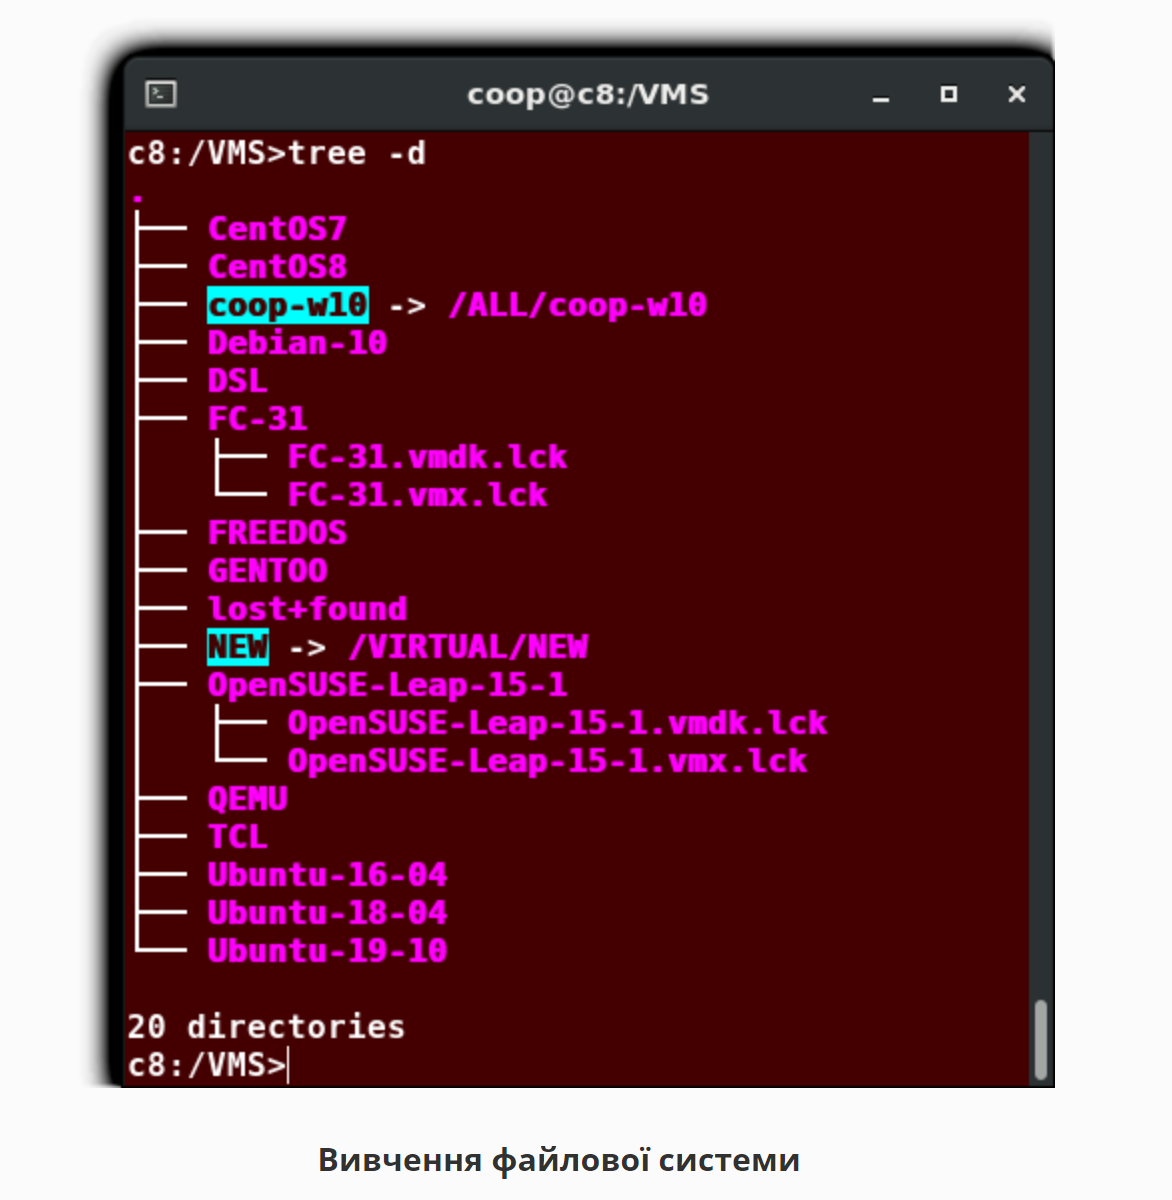 coop@c8:/VMS
c8:/VMS>tree -d
.
├── CentOS7
├── CentOS8
├── coop-w10 -> /ALL/coop-w10
├── Debian-10
├── DSL
├── FC-31
│   ├── FC-31.vmdk.lck
│   └── FC-31.vmx.lck
├── FREEDOS
├── GENTOO
├── lost+found
├── NEW -> /VIRTUAL/NEW
├── OpenSUSE-Leap-15-1
│   ├── OpenSUSE-Leap-15-1.vmdk.lck
│   └── OpenSUSE-Leap-15-1.vmx.lck
├── QEMU
├── TCL
├── Ubuntu-16-04
├── Ubuntu-18-04
└── Ubuntu-19-10
20 directories
c8:/VMS>
Вивчення файлової системи